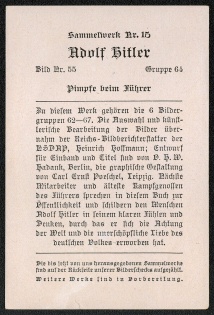 Sammelwerk Nr. 15
Adolf Hitler
Bild Nr. 55 Gruppe 64
Pimpfe beim Führer
Zu diesem Werk gehören die 6 Bilder-
gruppen 62–67. Die Auswahl und künst-
lerische Bearbeitung der Bilder über-
nahm der Reichs-Bildberichterstatter der
NSDAP, Heinrich Hoffmann; Entwurf
für Einband und Titel sind von O. H. W.
Hadank, Berlin, die graphische Gestaltung
von Carl Ernst Poeschel, Leipzig. Nächste
Mitarbeiter und älteste Kampfgenossen
des Führers sprechen in diesem Buch zur
Öffentlichkeit und schildern den Menschen
Adolf Hitler in seinem klaren Fühlen und
Denken, durch das er sich die Achtung
der Welt und die unerschöpfliche Liebe des
deutschen Volkes erworben hat.
Die bis jetzt von uns herausgegebenen Sammelwerke
sind auf der Rückseite unserer Bilderschecks aufgezählt.
Weitere Werke sind in Vorbereitung.